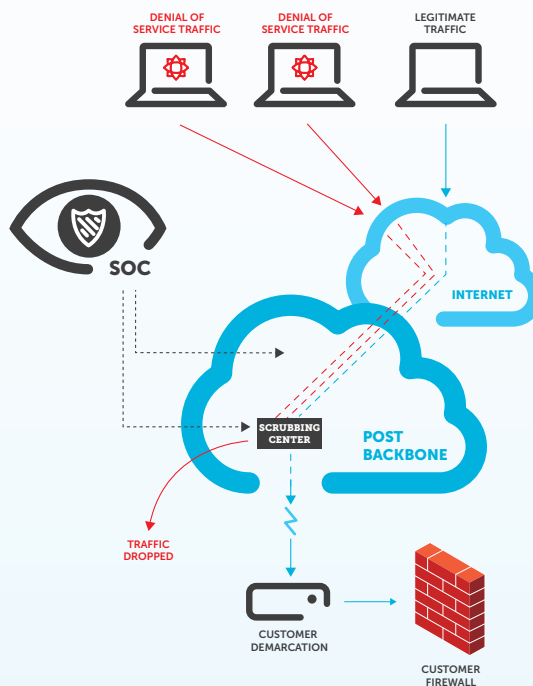 DENIAL OF
SERVICE TRAFFIC
DENIAL OF
SERVICE TRAFFIC
LEGITIMATE
TRAFFIC
SOC
INTERNET
SCRUBBING
CENTER
POST
BACKBONE
TRAFFIC
DROPPED
CUSTOMER
DEMARCATION
CUSTOMER
FIREWALL